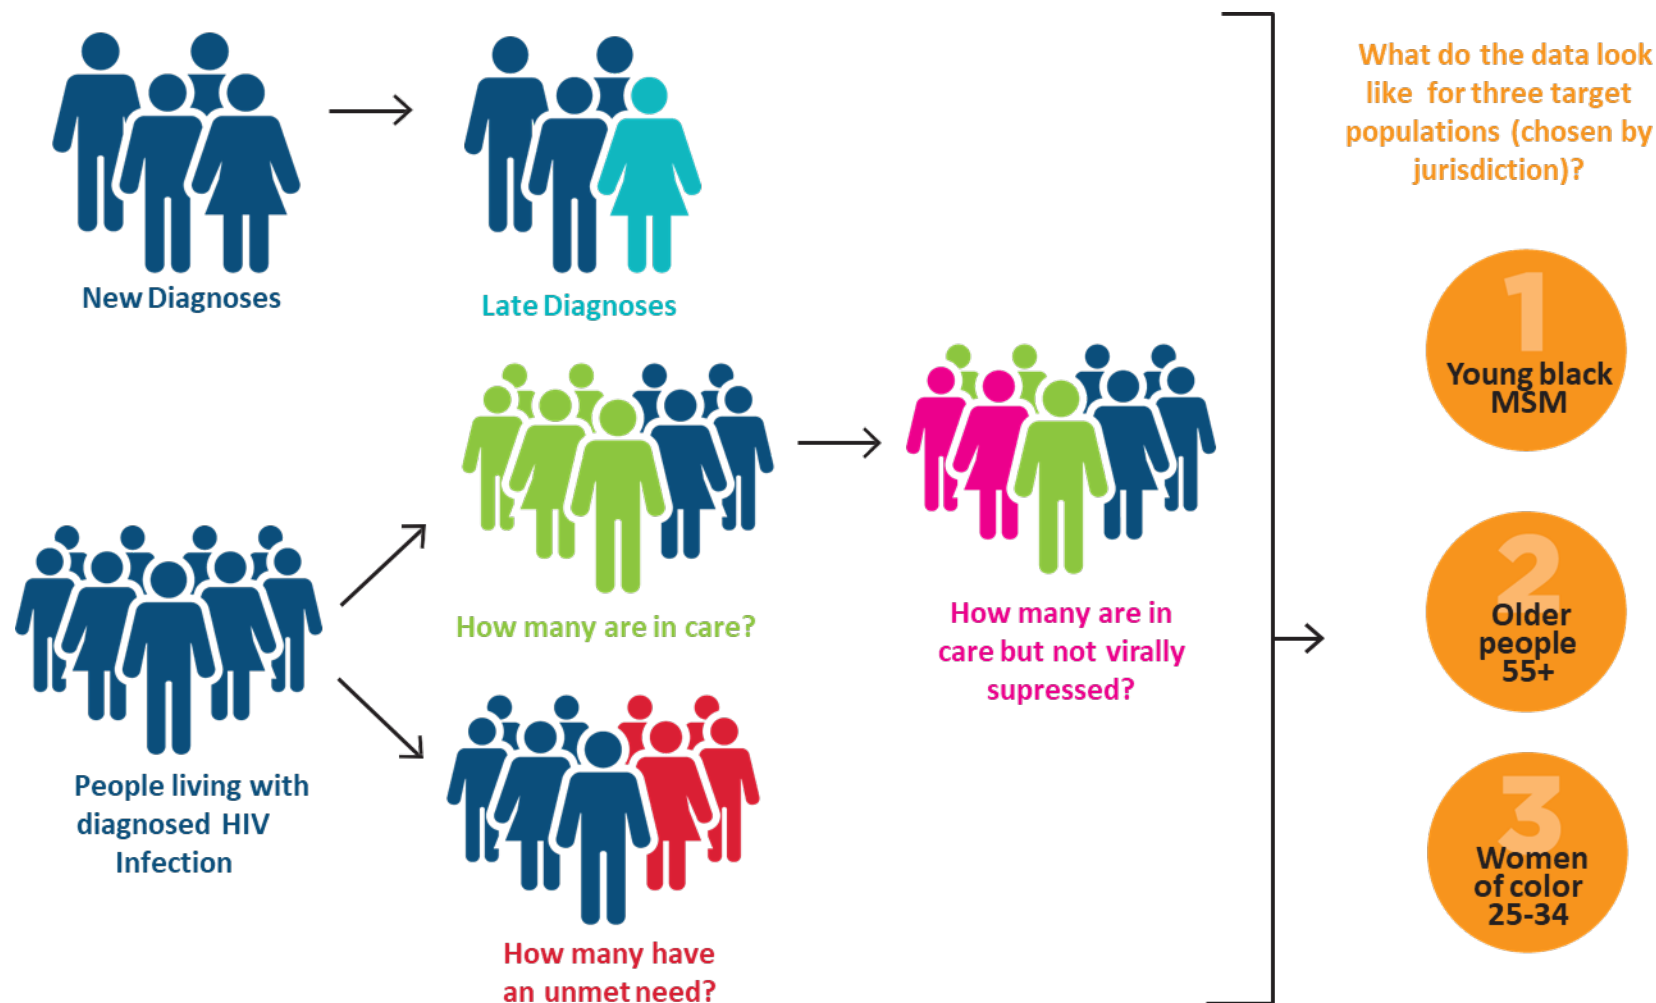 New Diagnoses
Late Diagnoses
People living with
diagnosed HIV
Infection
How many are in care?
How many have
an unmet need?
How many are in
care but not virally
supressed?
What do the data look
like for three target
populations (chosen by
jurisdiction)?
1
Young black
MSM
2
Older
people
55+
3
Women
of color
25-34